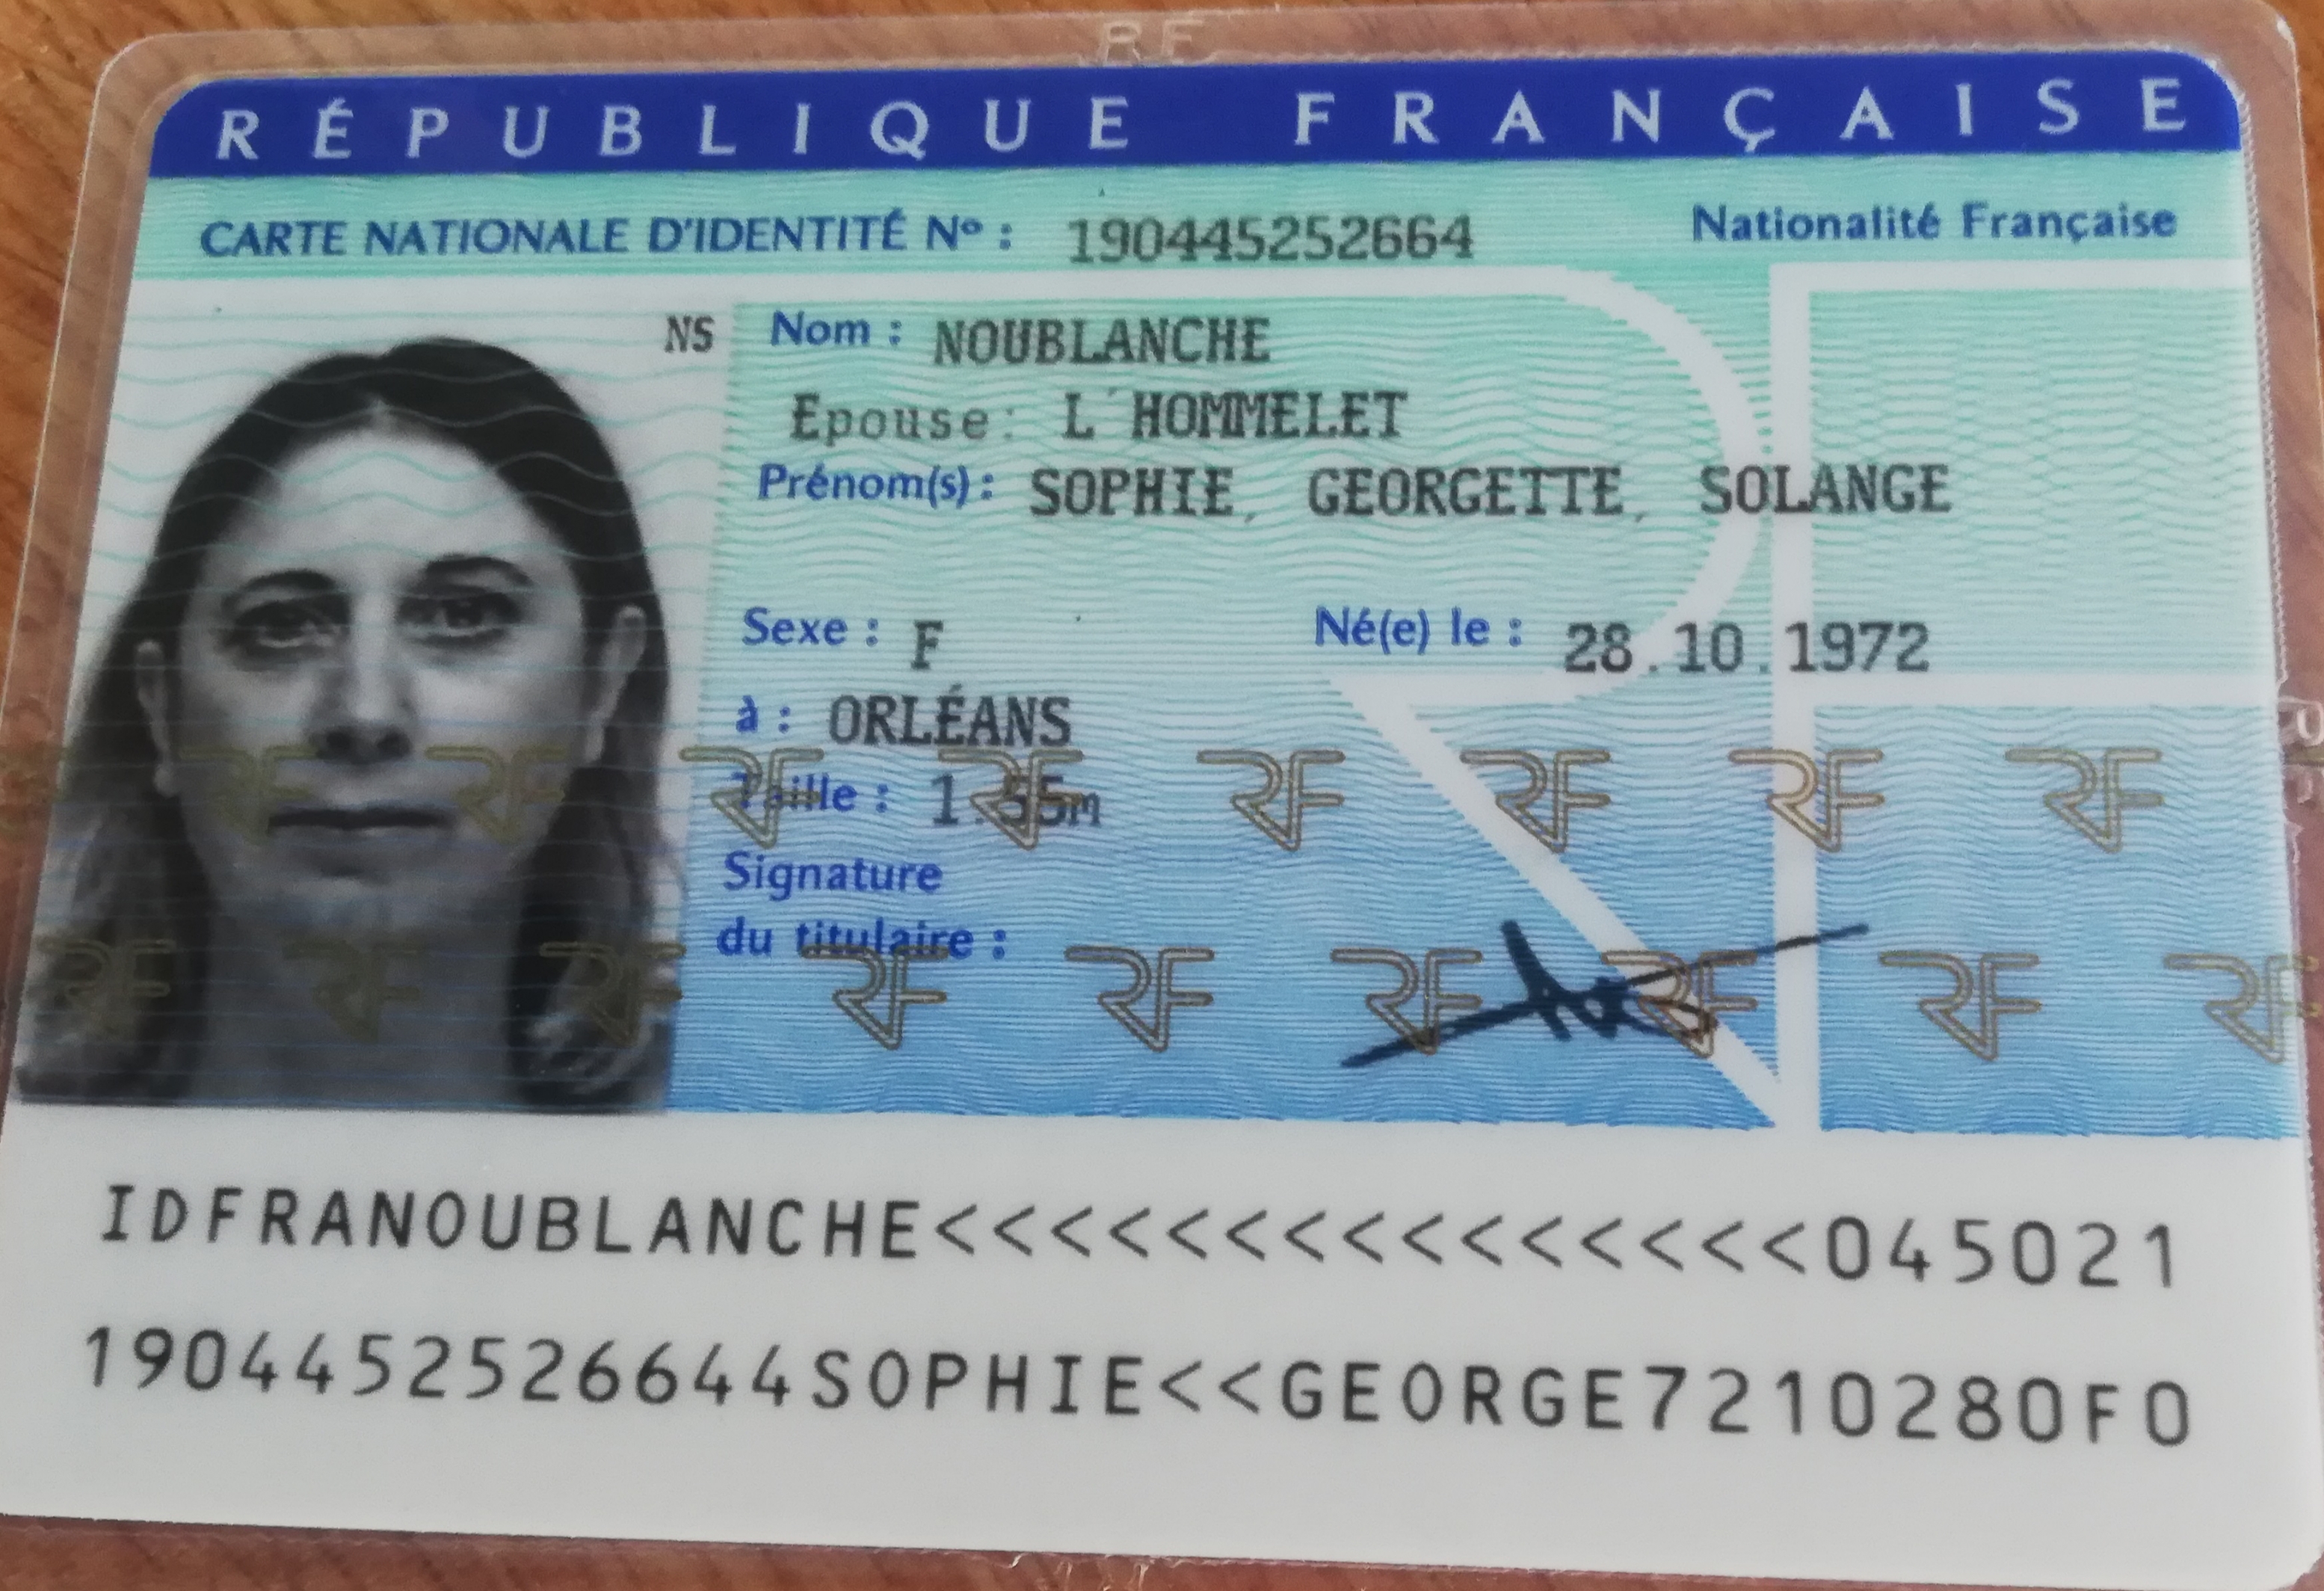 RF
RÉPUBLIQUE FRANÇAISE
CARTE NATIONALE D'IDENTITÉ Nº : 190445252664 Nationalité Française
NS Nom : NOUBLANCHE
Epouse: L´HOMMELET
Prénom(s): SOPHIE, GEORGETTE, SOLANGE
Sexe : F Né(e) le : 28.10.1972
à : ORLÉANS
Taille : 1.55m
RF RF RF RF RF RF RF RF
Signature
du titulaire :
RF RF RF RF RF RF RF RF RF
IDFRANOUBLANCHE<<<<<<<<<<<<<<<045021
1904452526644SOPHIE<<GEORGE7210280F0